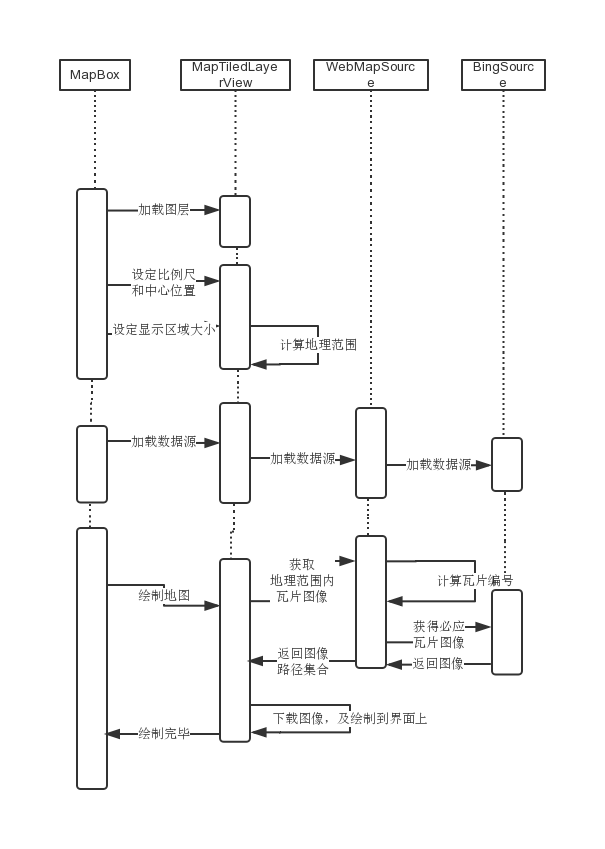 MapBox
MapTiledLaye
rView
WebMapSourc
e
BingSourc
e
加载图层
设定比例尺
和中心位置
设定显示区域大小
计算地理范围
加载数据源
加载数据源
加载数据源
获取
地理范围内
瓦片图像
计算瓦片编号
绘制地图
获得必应
瓦片图像
返回图像
路径集合
返回图像
下载图像，及绘制到界面上
绘制完毕